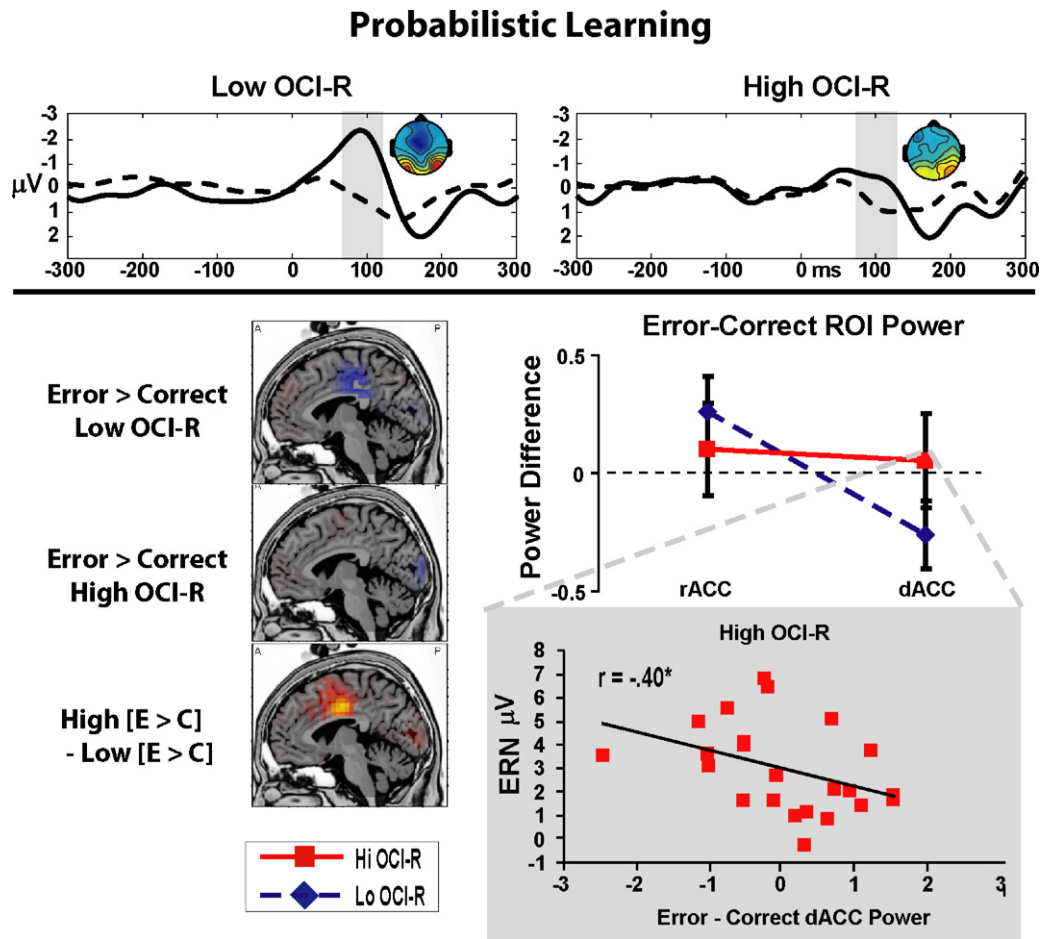 Probabilistic Learning
Low OCI-R
High OCI-R
-3
-2
-1
0
1
2
μV
-300 -200 -100 0 100 200 300
-3
-2
-1
0
1
2
-300 -200 -100 0 ms 100 200 300
A P
Error > Correct
Low OCI-R
Error > Correct
High OCI-R
A P
High [E > C]
- Low [E > C]
Hi OCI-R
Lo OCI-R
Error-Correct ROI Power
Power Difference
0.5
0
-0.5
rACC dACC
High OCI-R
r = -.40*
ERN μV
8
7
6
5
4
3
2
1
0
-1
-3 -2 -1 0 1 2 3
Error - Correct dACC Power